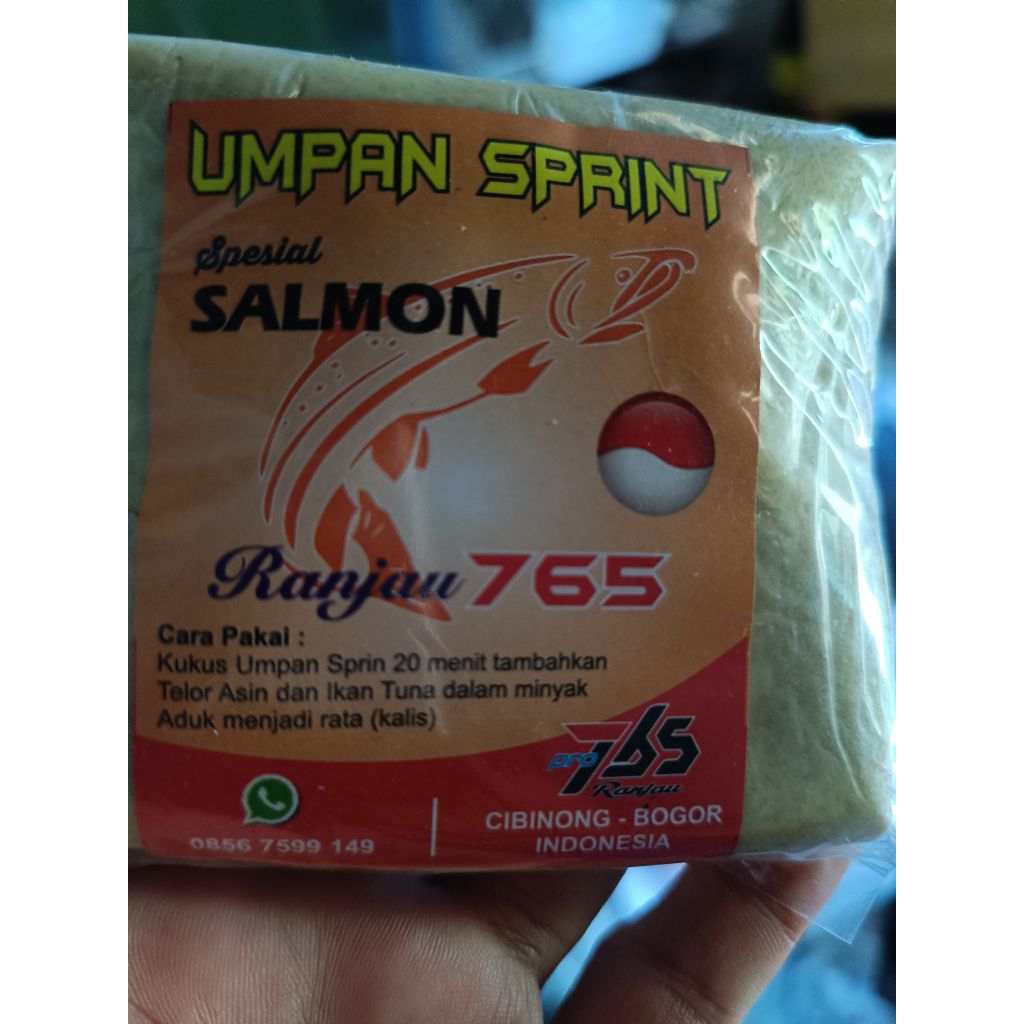 UMPAN SPRINT
Spesial
SALMON
Ranjau 765
Cara Pakai :
Kukus Umpan Sprin 20 menit tambahkan
Telor Asin dan Ikan Tuna dalam minyak
Aduk menjadi rata (kalis)
pro 765
Ranjau
0856 7599 149
CIBINONG - BOGOR
INDONESIA